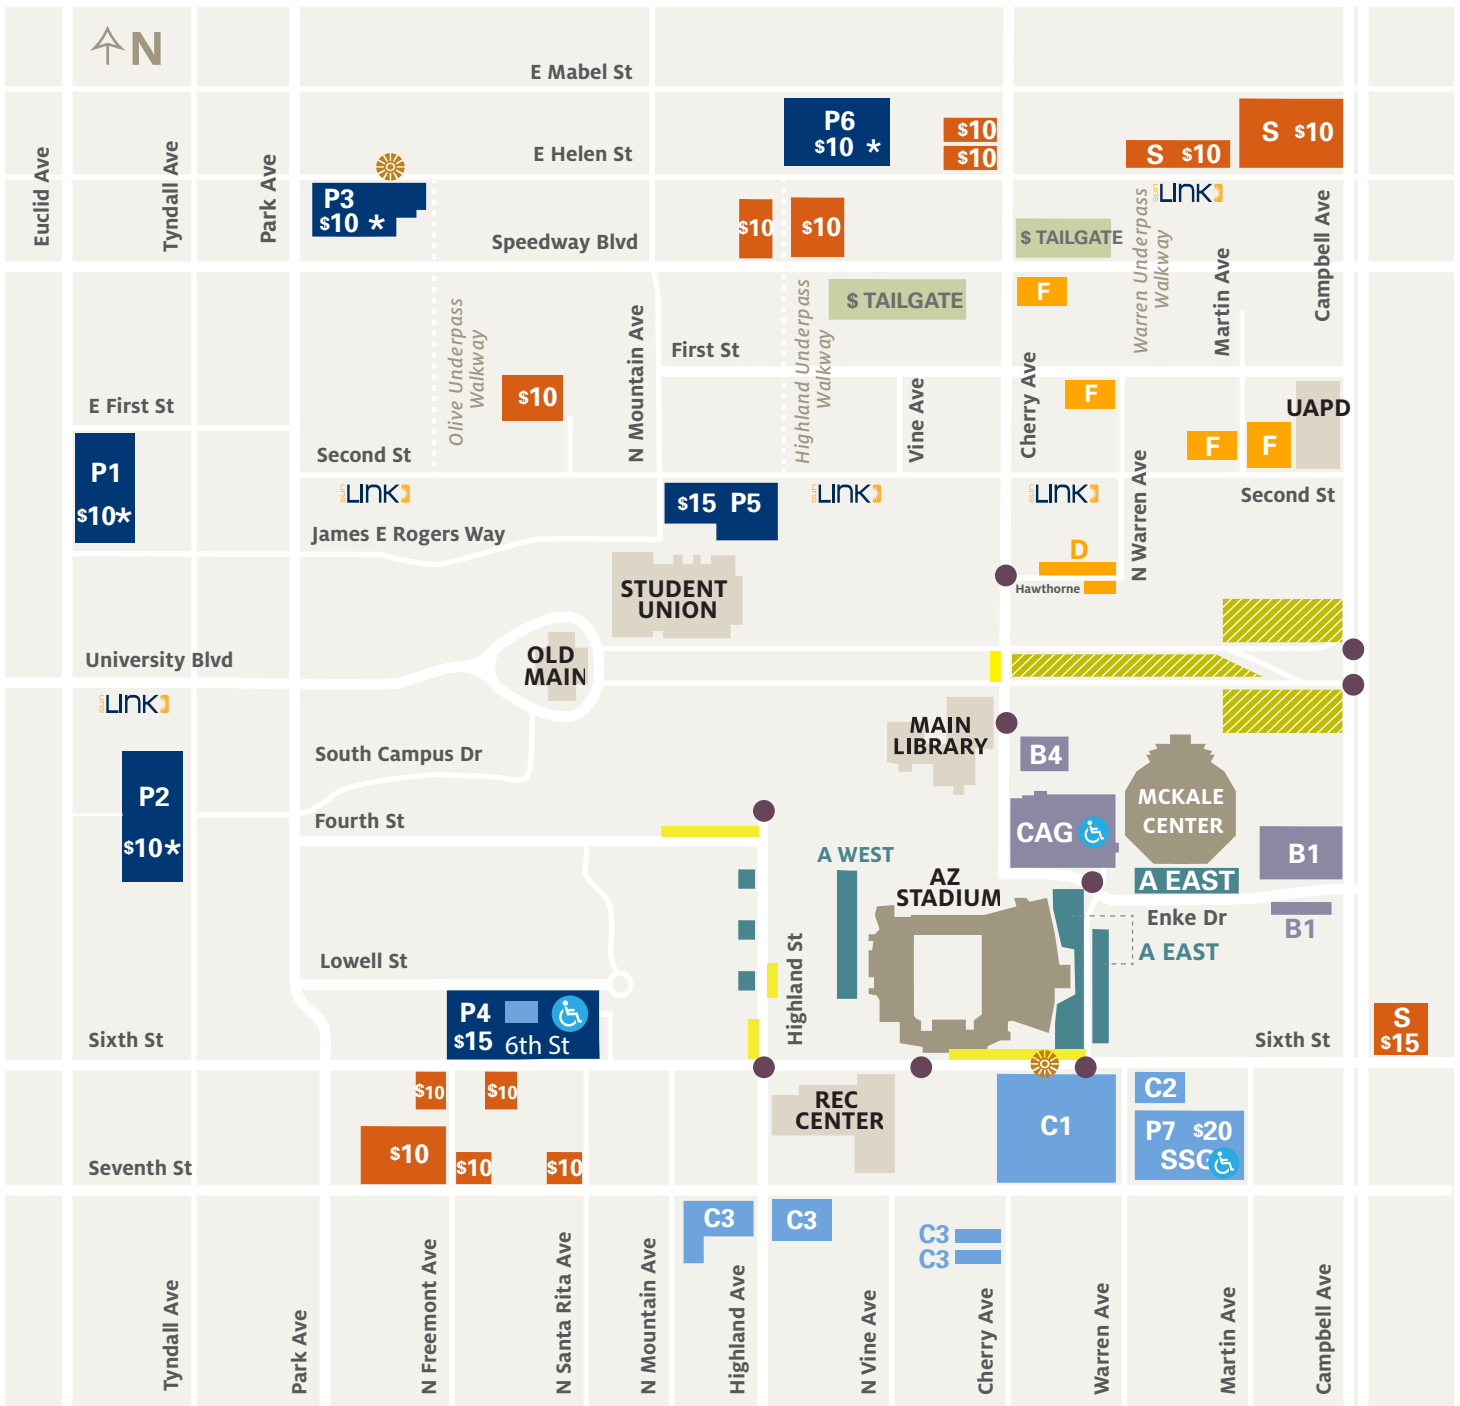 N
E Mabel St
P6
$10 *
$10
$10
S $10
S $10
E Helen St
Euclid Ave
Tyndall Ave
Park Ave
P3
$10 *
sun LINK
$10
$10
Speedway Blvd
$ TAILGATE
$ TAILGATE
Warren Underpass
Walkway
Martin Ave
Campbell Ave
F
Olive Underpass
Walkway
N Mountain Ave
First St
Highland Underpass
Walkway
Vine Ave
Cherry Ave
F
F
F
UAPD
$10
E First St
Second St
P1
$10*
sun LINK
$15 P5
sun LINK
sun LINK
N Warren Ave
Second St
James E Rogers Way
D
Hawthorne
STUDENT
UNION
OLD
MAIN
University Blvd
sun LINK
South Campus Dr
MAIN
LIBRARY
B4
MCKALE
CENTER
P2
$10*
Fourth St
CAG
B1
A WEST
AZ
STADIUM
A EAST
Enke Dr
B1
A EAST
Lowell St
Highland St
P4
$15 6th St
Sixth St
Sixth St
S
$15
$10
$10
REC
CENTER
C1
C2
P7 $20
SSG
$10
$10
$10
Seventh St
C3
C3
C3
C3
Tyndall Ave
Park Ave
N Freemont Ave
N Santa Rita Ave
N Mountain Ave
Highland Ave
N Vine Ave
Cherry Ave
Warren Ave
Martin Ave
Campbell Ave